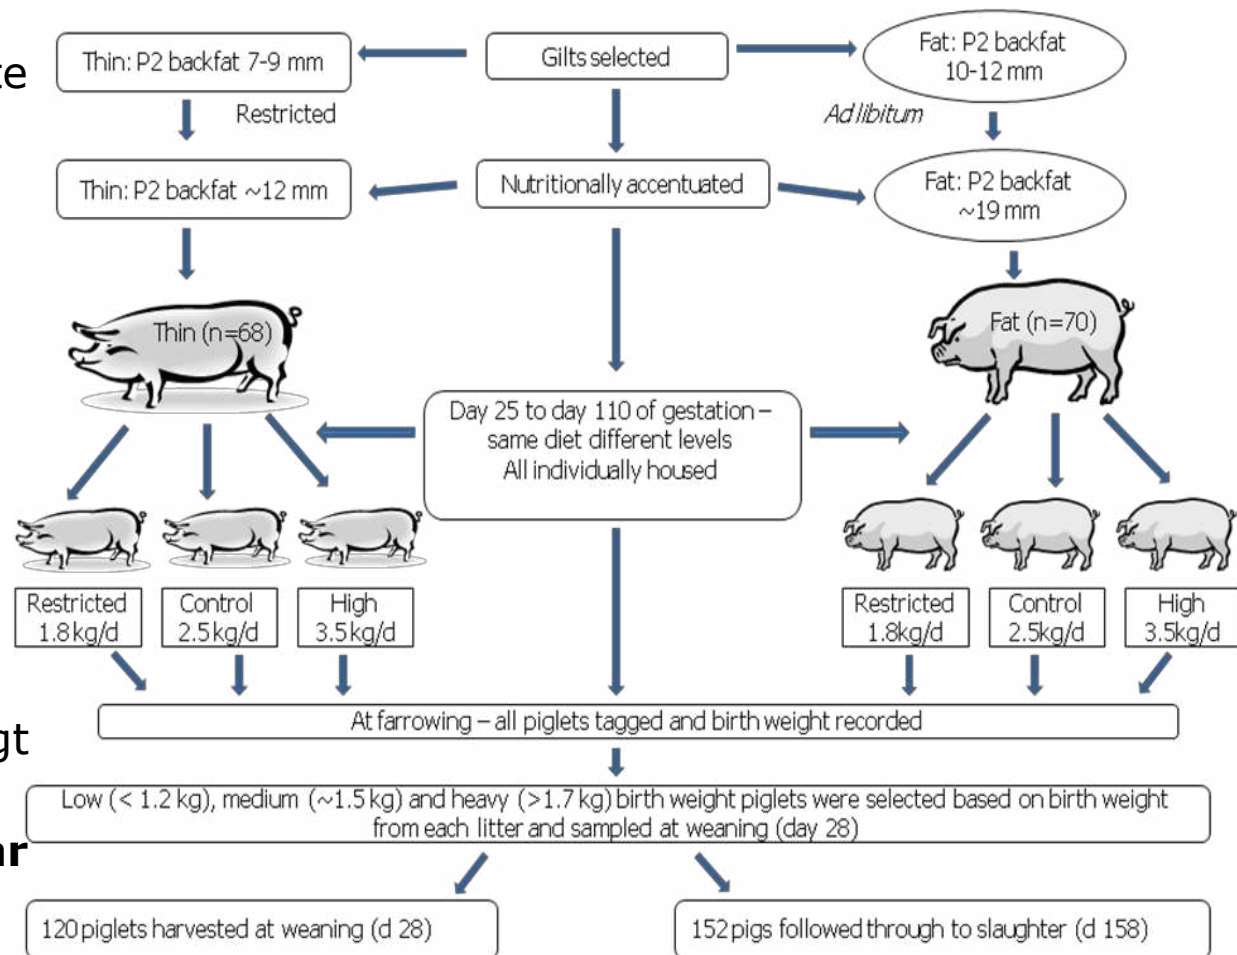 te
Thin: P2 backfat 7-9 mm
Gilts selected
Fat: P2 backfat
10-12 mm
Restricted
Ad libitum
Thin: P2 backfat ~12 mm
Nutritionally accentuated
Fat: P2 backfat
~19 mm
Thin (n=68)
Fat (n=70)
Day 25 to day 110 of gestation –
same diet different levels
All individually housed
Restricted
1.8kg/d
Control
2.5kg/d
High
3.5kg/d
Restricted
1.8kg/d
Control
2.5kg/d
High
3.5kg/d
At farrowing – all piglets tagged and birth weight recorded
gt
Low (< 1.2 kg), medium (~1.5 kg) and heavy (>1.7 kg) birth weight piglets were selected based on birth weight
from each litter and sampled at weaning (day 28)
ar
120 piglets harvested at weaning (d 28)
152 pigs followed through to slaughter (d 158)